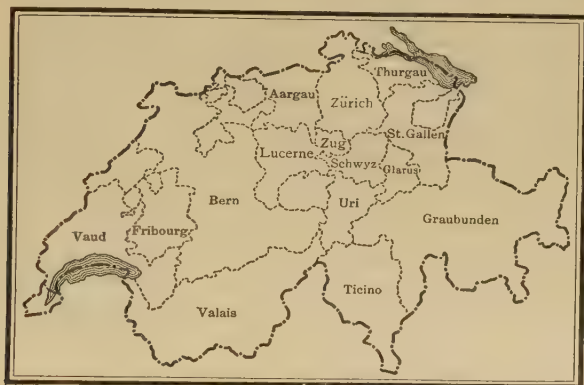 Thurgau
Aargau
Zürich
St. Gallen
Zug
Lucerne
Schwyz
Glarus
Bern
Uri
Graubunden
Vaud
Fribourg
Ticino
Valais